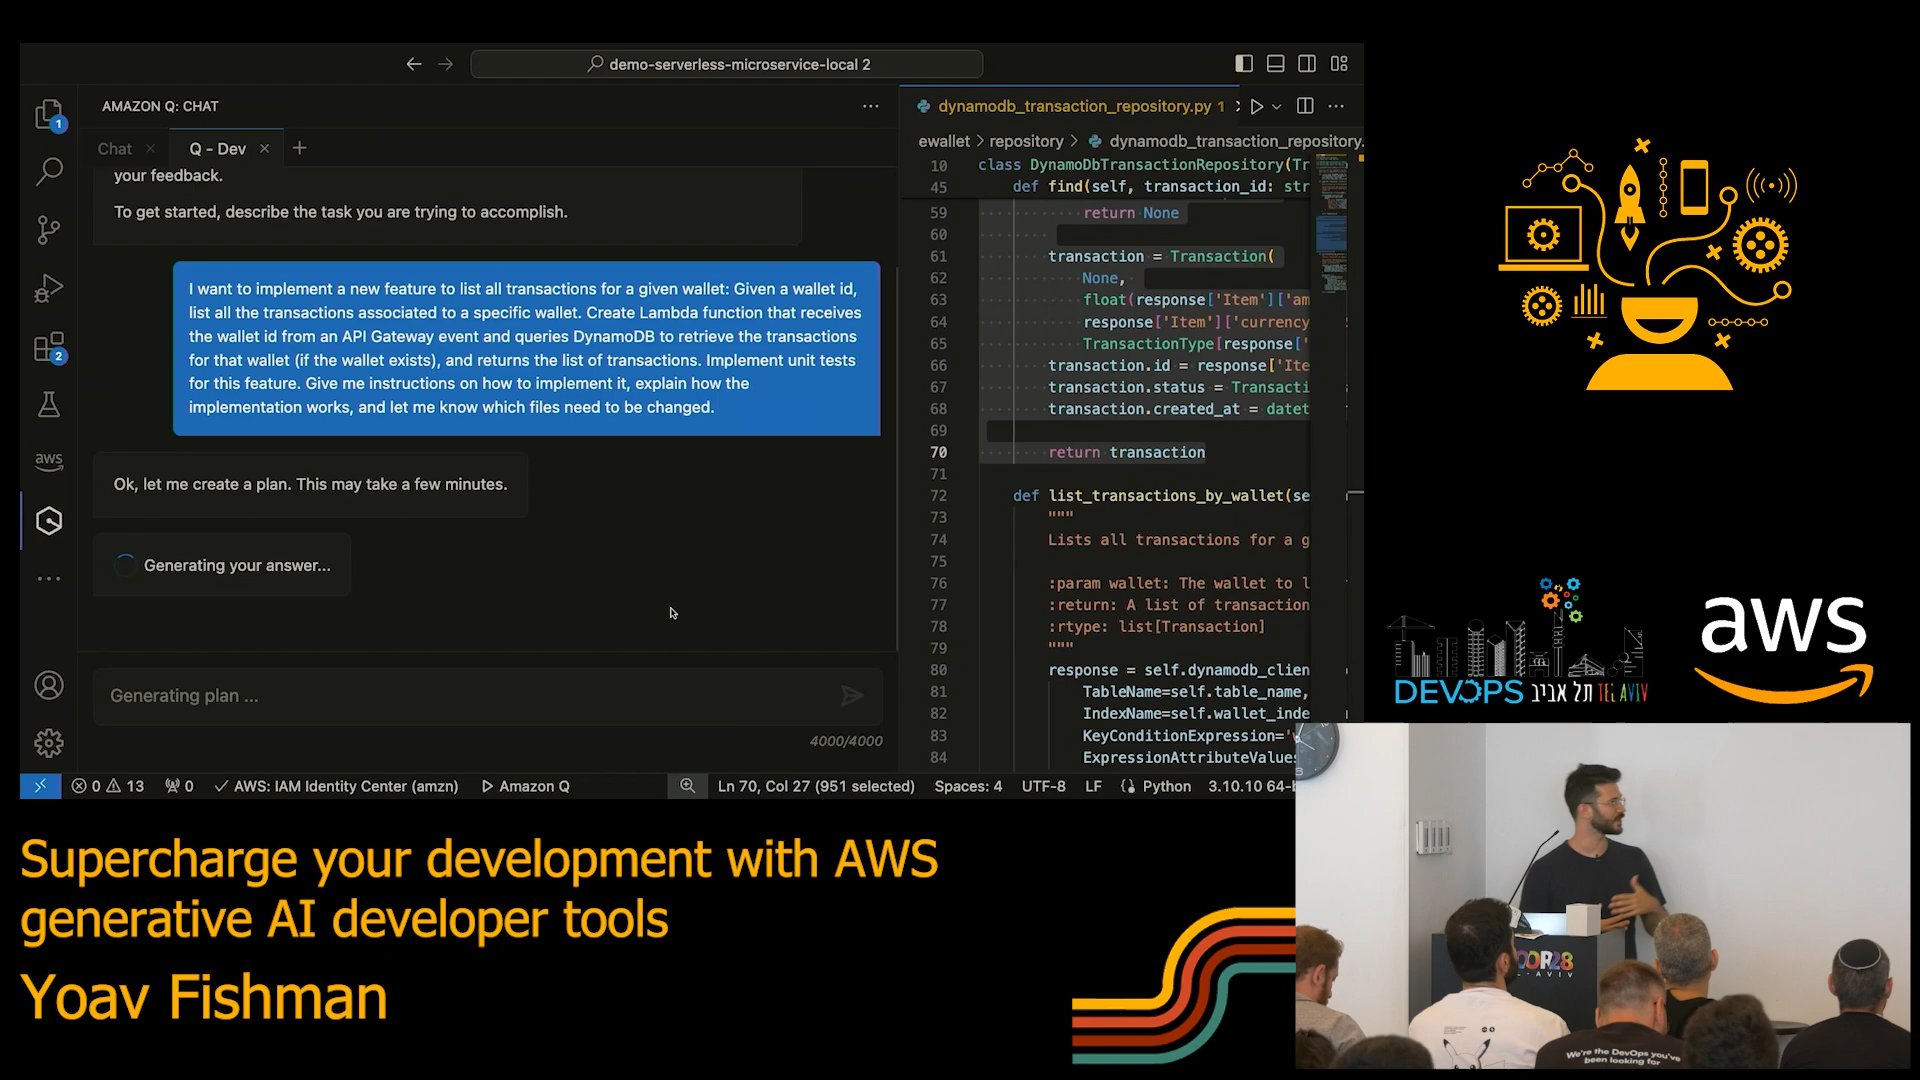 demo-serverless-microservice-local 2
AMAZON Q: CHAT
Chat
Q - Dev
your feedback.
To get started, describe the task you are trying to accomplish.
I want to implement a new feature to list all transactions for a given wallet: Given a wallet id,
list all the transactions associated to a specific wallet. Create Lambda function that receives
the wallet id from an API Gateway event and queries DynamoDB to retrieve the transactions
for that wallet (if the wallet exists), and returns the list of transactions. Implement unit tests
for this feature. Give me instructions on how to implement it, explain how the
implementation works, and let me know which files need to be changed.
Ok, let me create a plan. This may take a few minutes.
Generating your answer...
Generating plan ...
4000/4000
1
2
aws
dynamodb_transaction_repository.py 1
ewallet > repository > dynamodb_transaction_repository.
10 class DynamoDbTransactionRepository(Tr
45 def find(self, transaction_id: str
59 return None
60
61 transaction = Transaction(
62 None,
63 float(response['Item']['am
64 response['Item']['currency
65 TransactionType[response['
66 transaction.id = response['Ite
67 transaction.status = Transacti
68 transaction.created_at = datet
69
70 return transaction
71
72 def list_transactions_by_wallet(se
73 """
74 Lists all transactions for a g
75
76 :param wallet: The wallet to l
77 :return: A list of transaction
78 :rtype: list[Transaction]
79 """
80 response = self.dynamodb_clien
81 TableName=self.table_name,
82 IndexName=self.wallet_inde
83 KeyConditionExpression='
84 ExpressionAttributeValues
0 13 0 AWS: IAM Identity Center (amzn) Amazon Q
Ln 70, Col 27 (951 selected) Spaces: 4 UTF-8 LF Python 3.10.10 64-b
DEVOPS תל אביב TEL AVIV
aws
Supercharge your development with AWS
generative AI developer tools
Yoav Fishman
We're the DevOps you've
been looking for